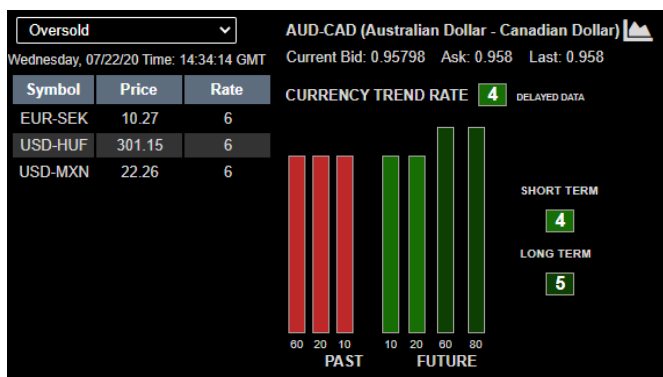 Oversold
Wednesday, 07/22/20 Time: 14:34:14 GMT
Symbol Price Rate
EUR-SEK 10.27 6
USD-HUF 301.15 6
USD-MXN 22.26 6
AUD-CAD (Australian Dollar - Canadian Dollar)
Current Bid: 0.95798 Ask: 0.958 Last: 0.958
CURRENCY TREND RATE 4 DELAYED DATA
SHORT TERM
4
LONG TERM
5
60 20 10 10 20 60 80
PAST FUTURE